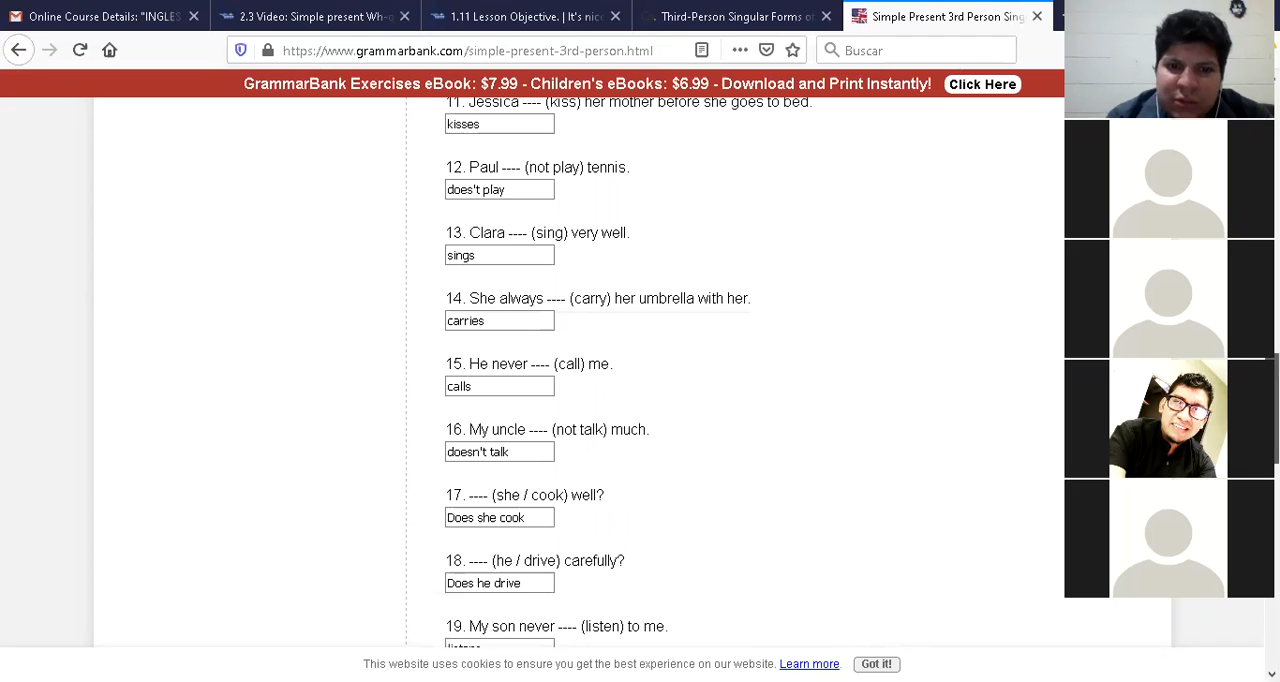 Online Course Details: "INGLES
2.3 Video: Simple present Wh-q
1.11 Lesson Objective. | It's nice
Third-Person Singular Forms of
Simple Present 3rd Person Sing
https://www.grammarbank.com/simple-present-3rd-person.html
Buscar
GrammarBank Exercises eBook: $7.99 - Children's eBooks: $6.99 - Download and Print Instantly! Click Here
11. Jessica ---- (kiss) her mother before she goes to bed.
kisses
12. Paul ---- (not play) tennis.
does't play
13. Clara ---- (sing) very well.
sings
14. She always ---- (carry) her umbrella with her.
carries
15. He never ---- (call) me.
calls
16. My uncle ---- (not talk) much.
doesn't talk
17. ---- (she / cook) well?
Does she cook
18. ---- (he / drive) carefully?
Does he drive
19. My son never ---- (listen) to me.
listens
This website uses cookies to ensure you get the best experience on our website. Learn more. Got it!